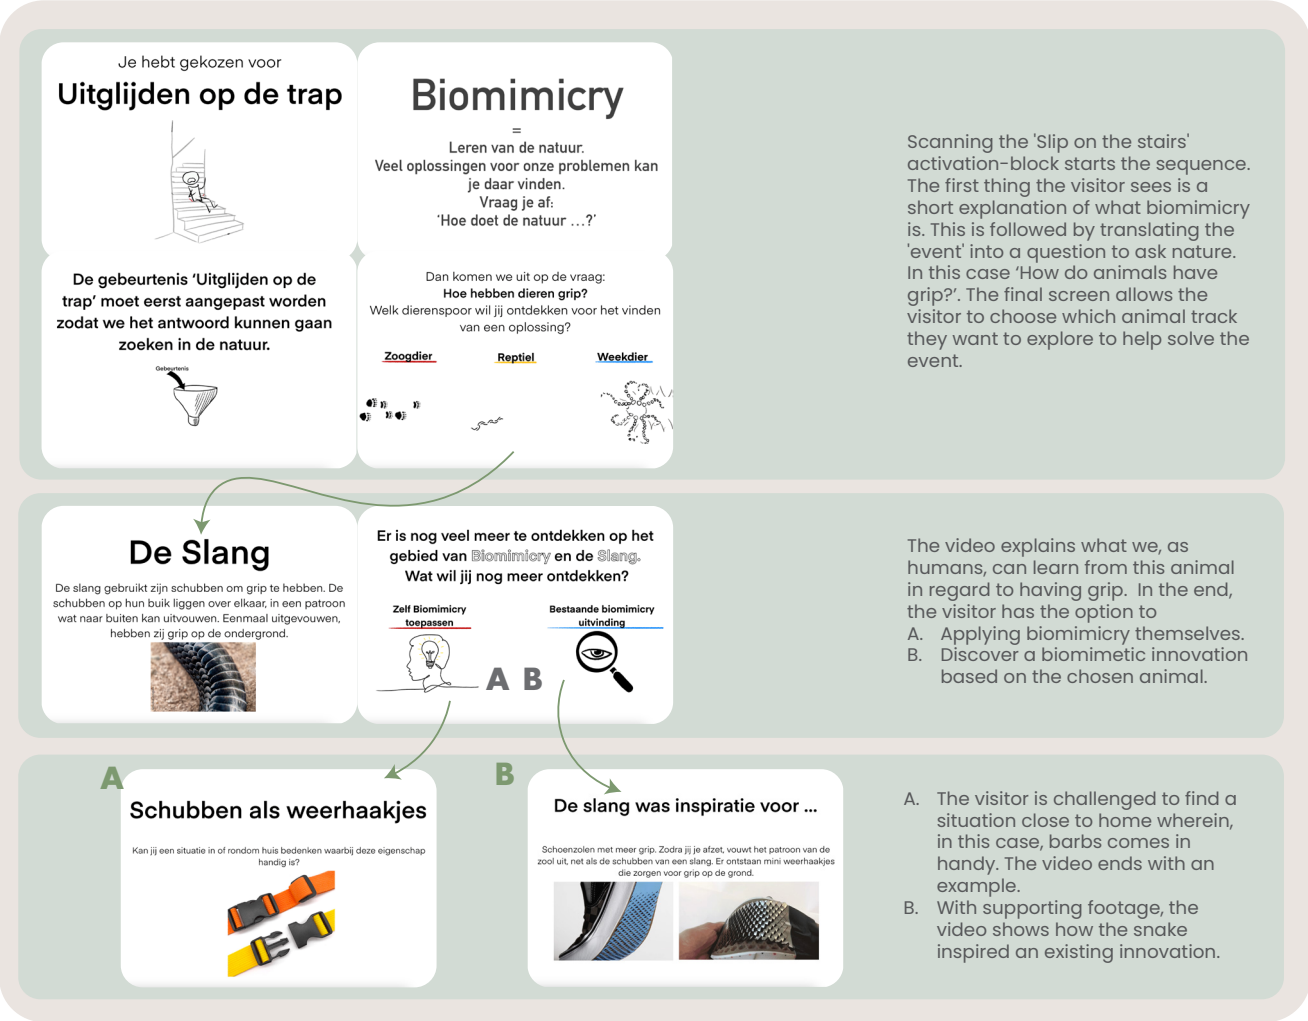 Je hebt gekozen voor
Uitglijden op de trap
Biomimicry
=
Leren van de natuur.
Veel oplossingen voor onze problemen kan
je daar vinden.
Vraag je af:
‘Hoe doet de natuur ...?’
De gebeurtenis ‘Uitglijden op de
trap’ moet eerst aangepast worden
zodat we het antwoord kunnen gaan
zoeken in de natuur.
Gebeurtenis
Dan komen we uit op de vraag:
Hoe hebben dieren grip?
Welk dierenspoor wil jij ontdekken voor het vinden
van een oplossing?
Zoogdier
Reptiel
Weekdier
Scanning the 'Slip on the stairs'
activation-block starts the sequence.
The first thing the visitor sees is a
short explanation of what biomimicry
is. This is followed by translating the
'event' into a question to ask nature.
In this case ‘How do animals have
grip?’. The final screen allows the
visitor to choose which animal track
they want to explore to help solve the
event.
De Slang
De slang gebruikt zijn schubben om grip te hebben. De
schubben op hun buik liggen over elkaar, in een patroon
wat naar buiten kan uitvouwen. Eenmaal uitgevouwen,
hebben zij grip op de ondergrond.
Er is nog veel meer te ontdekken op het
gebied van Biomimicry en de Slang.
Wat wil jij nog meer ontdekken?
Zelf Biomimicry
toepassen
Bestaande biomimicry
uitvinding
A B
The video explains what we, as
humans, can learn from this animal
in regard to having grip. In the end,
the visitor has the option to
A. Applying biomimicry themselves.
B. Discover a biomimetic innovation
based on the chosen animal.
A
Schubben als weerhaakjes
Kan jij een situatie in of rondom huis bedenken waarbij deze eigenschap
handig is?
B
De slang was inspiratie voor ...
Schoenzolen met meer grip. Zodra jij je afzet, vouwt het patroon van de
zool uit, net als de schubben van een slang. Er ontstaan mini weerhaakjes
die zorgen voor grip op de grond.
A. The visitor is challenged to find a
situation close to home wherein,
in this case, barbs comes in
handy. The video ends with an
example.
B. With supporting footage, the
video shows how the snake
inspired an existing innovation.